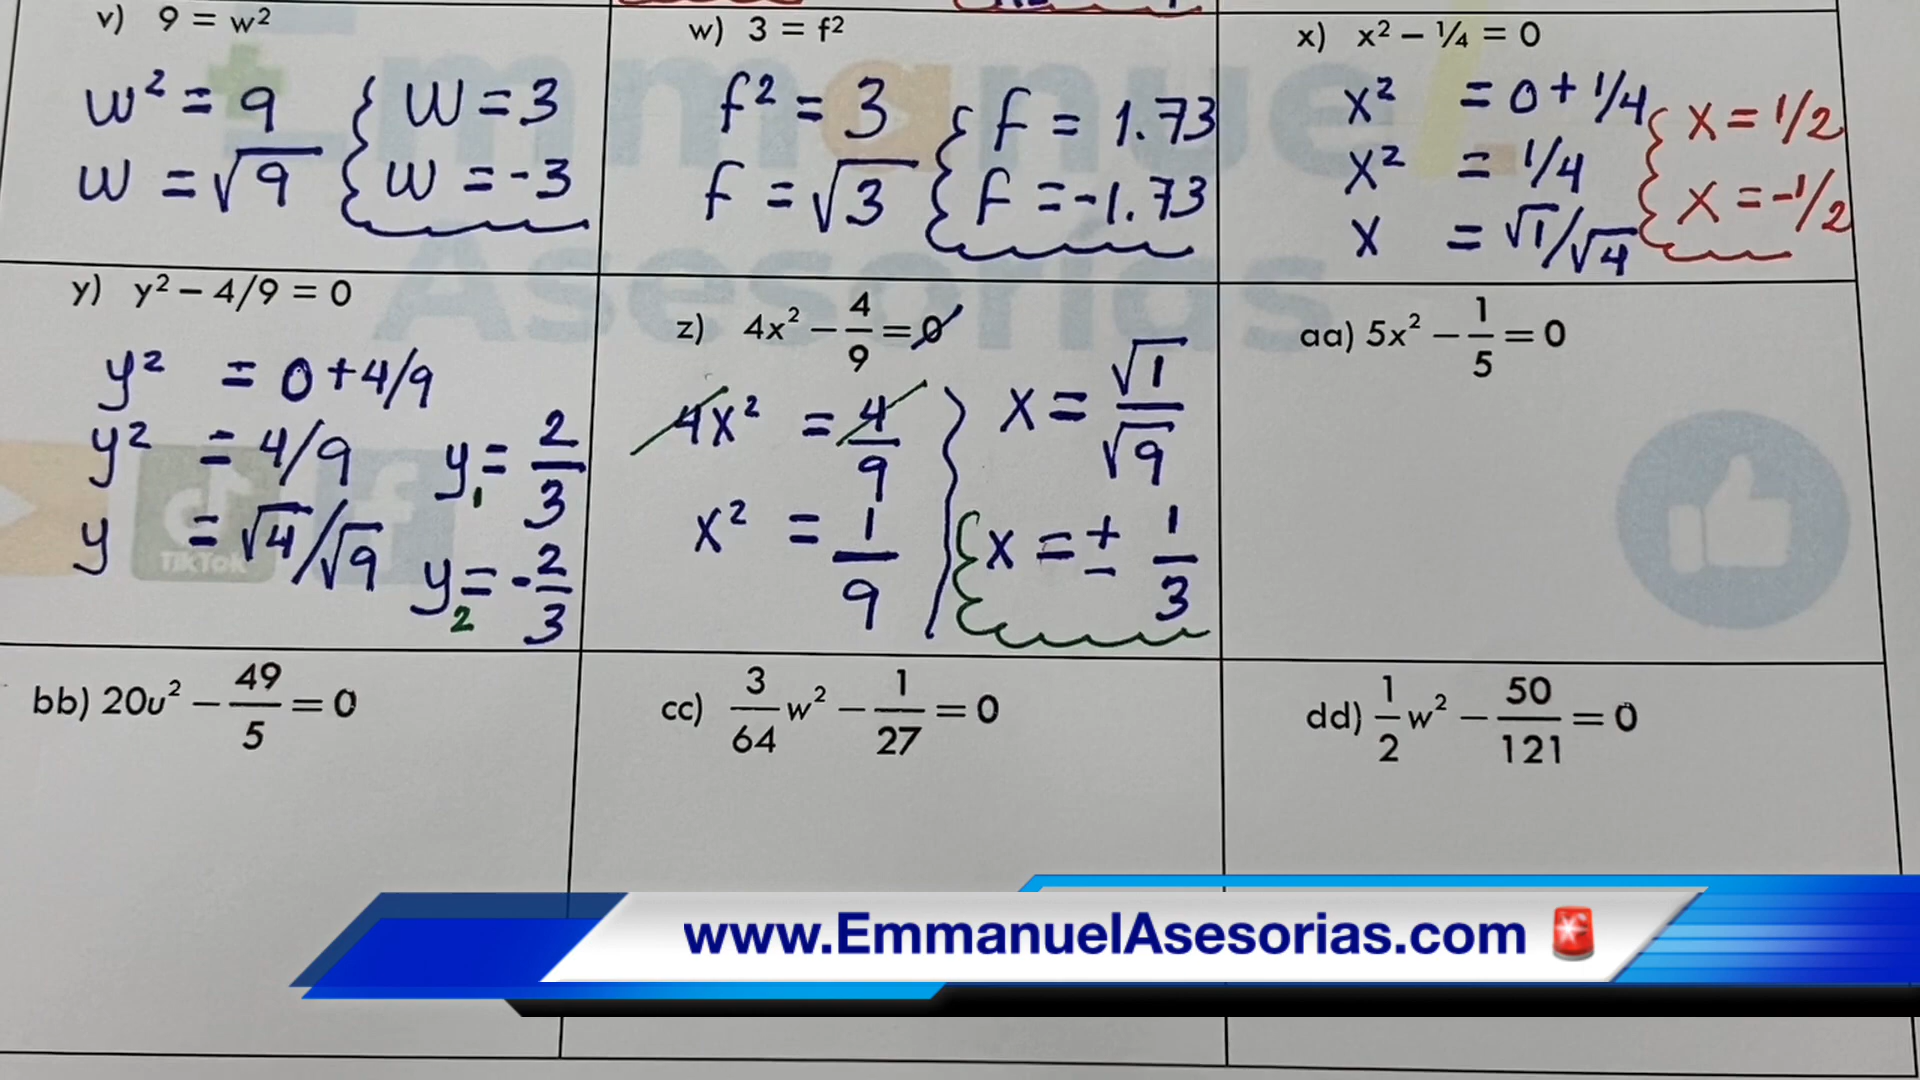 v) 9 = w²
w² = 9
w = √9
w = 3
w = -3
w) 3 = f²
f² = 3
f = √3
f = 1.73
f = -1.73
x) x² – ¼ = 0
x² = 0 + 1/4
x² = 1/4
x = √1/√4
x = 1/2
x = -1/2
y) y² – 4/9 = 0
y² = 0 + 4/9
y² = 4/9
y = √4/√9
y₁ = 2/3
y₂ = -2/3
z) 4x² – 4/9 = 0
4x² = 4/9
x² = 1/9
x = √1/√9
x = ± 1/3
aa) 5x² – 1/5 = 0
bb) 20u² – 49/5 = 0
cc) 3/64 w² – 1/27 = 0
dd) 1/2 w² – 50/121 = 0
Emmanuel
Asesorías
TikTok
www.EmmanuelAsesorias.com